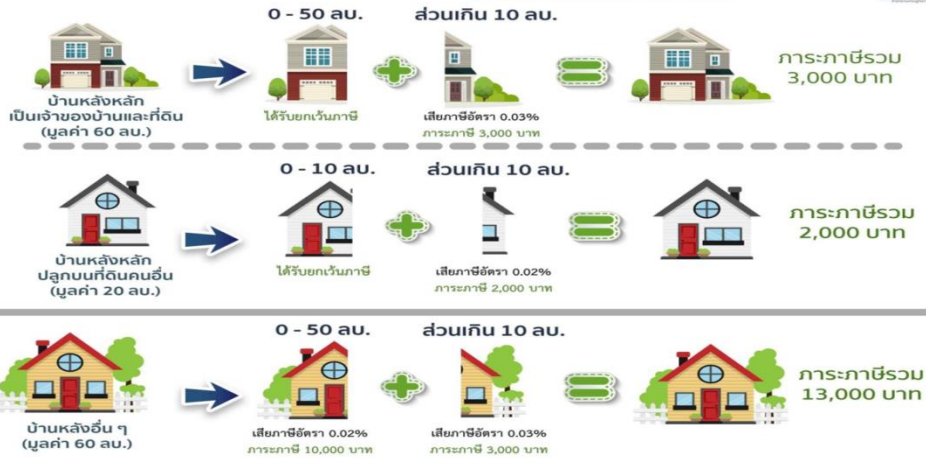 0 - 50 ลบ.
ส่วนเกิน 10 ลบ.
บ้านหลังหลัก
เป็นเจ้าของบ้านและที่ดิน
(มูลค่า 60 ลบ.)
ได้รับยกเว้นภาษี
เสียภาษีอัตรา 0.03%
ภาระภาษี 3,000 บาท
ภาระภาษีรวม
3,000 บาท
0 - 10 ลบ.
ส่วนเกิน 10 ลบ.
บ้านหลังหลัก
ปลูกบนที่ดินคนอื่น
(มูลค่า 20 ลบ.)
ได้รับยกเว้นภาษี
เสียภาษีอัตรา 0.02%
ภาระภาษี 2,000 บาท
ภาระภาษีรวม
2,000 บาท
0 - 50 ลบ.
ส่วนเกิน 10 ลบ.
บ้านหลังอื่น ๆ
(มูลค่า 60 ลบ.)
เสียภาษีอัตรา 0.02%
ภาระภาษี 10,000 บาท
เสียภาษีอัตรา 0.03%
ภาระภาษี 3,000 บาท
ภาระภาษีรวม
13,000 บาท